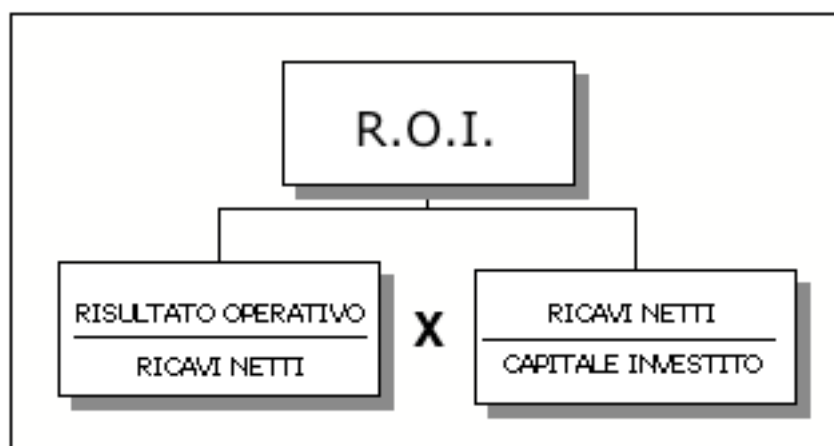 R.O.I.
RISULTATO OPERATIVO
RICAVI NETTI
X
RICAVI NETTI
CAPITALE INVESTITO